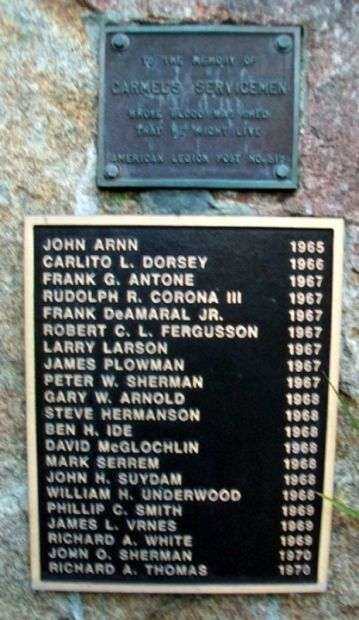 TO THE MEMORY OF
CARMEL'S SERVICEMEN
WHOSE BLOOD WAS SHED
THAT WE MIGHT LIVE
AMERICAN LEGION POST NO. 512
JOHN ARNN 1965
CARLITO L. DORSEY 1966
FRANK G. ANTONE 1967
RUDOLPH R. CORONA III 1967
FRANK DeAMARAL JR. 1967
ROBERT C. L. FERGUSSON 1967
LARRY LARSON 1967
JAMES PLOWMAN 1967
PETER W. SHERMAN 1967
GARY W. ARNOLD 1968
STEVE HERMANSON 1968
BEN H. IDE 1968
DAVID McGLOCHLIN 1968
MARK SERREM 1968
JOHN H. SUYDAM 1968
WILLIAM H. UNDERWOOD 1968
PHILLIP C. SMITH 1969
JAMES L. VRNES 1969
RICHARD A. WHITE 1969
JOHN O. SHERMAN 1970
RICHARD A. THOMAS 1970